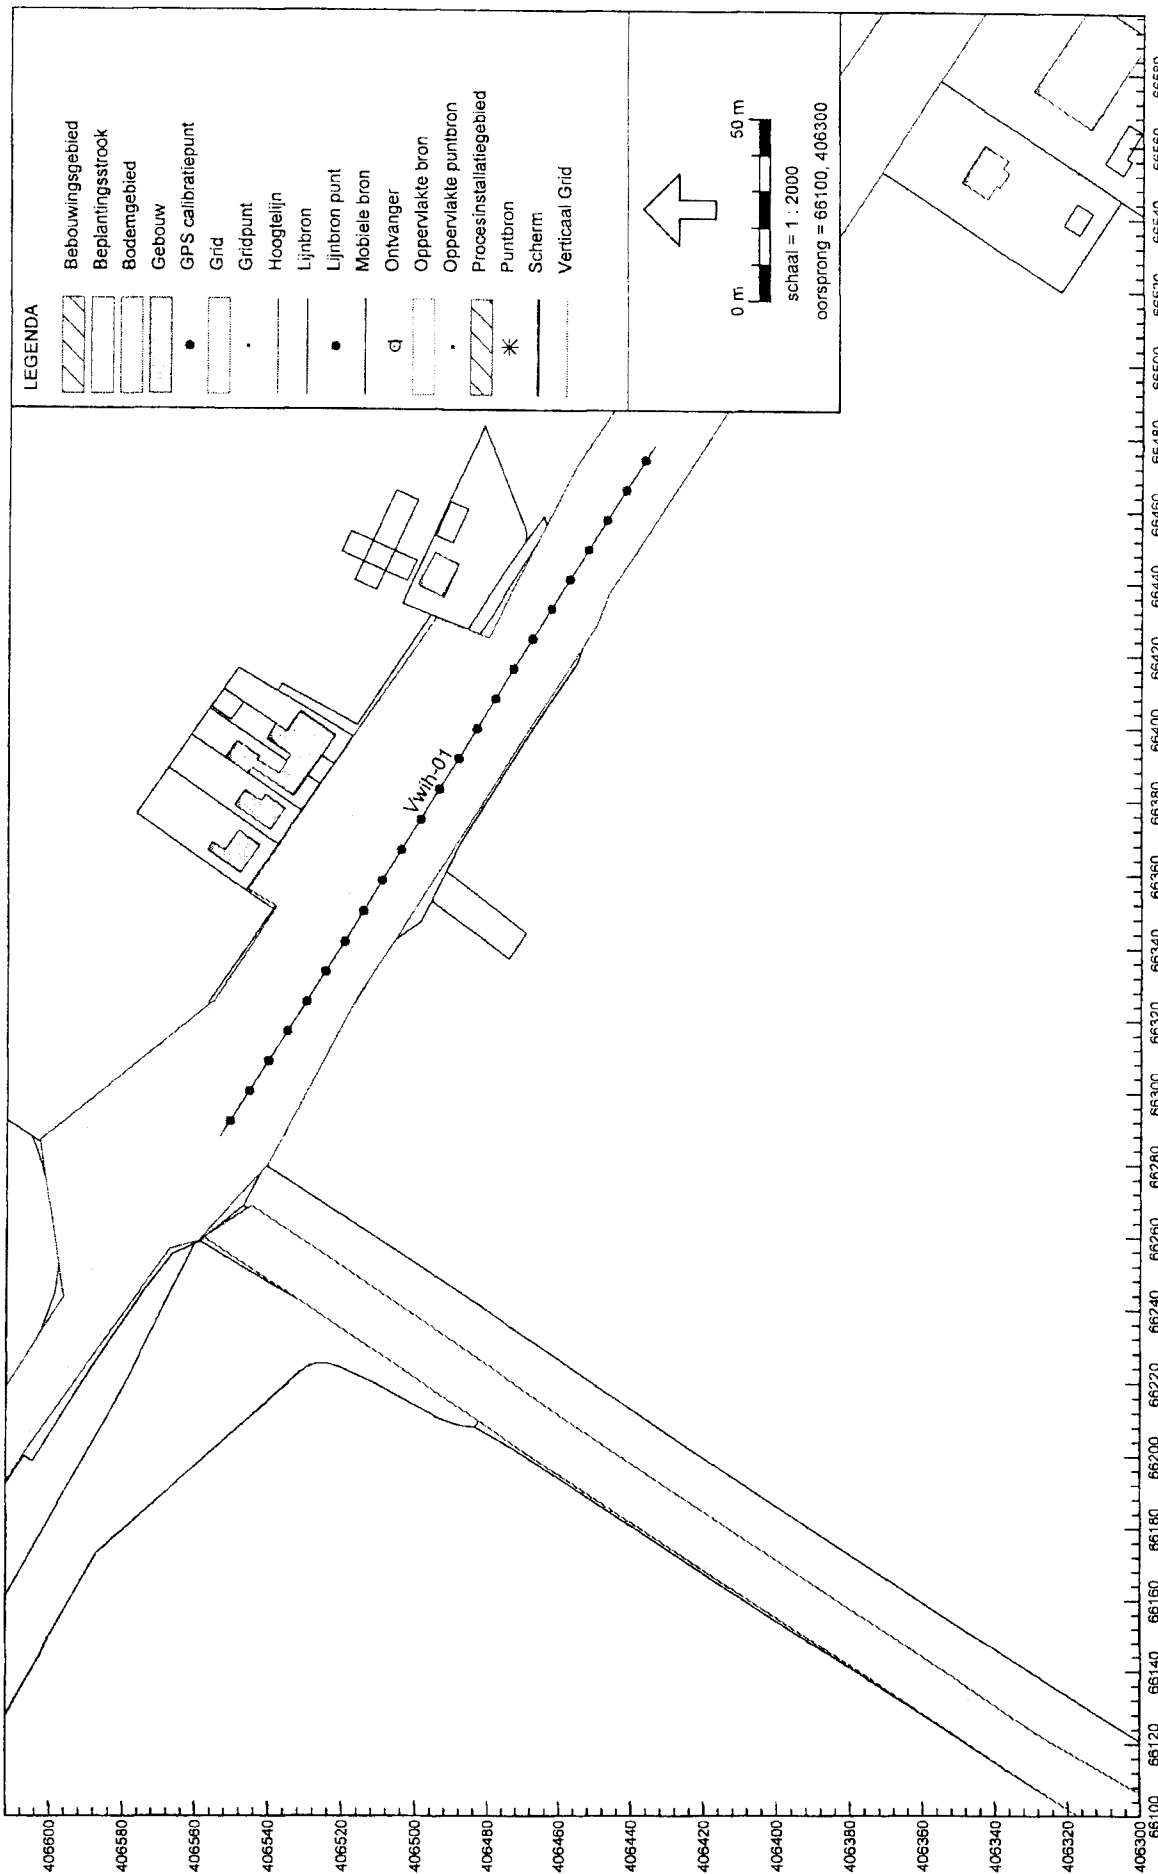 LEGENDA
Bebouwingsgebied
Beplantingsstrook
Bodemgebied
Gebouw
GPS calibratiepunt
Grid
Gridpunt
Hoogtelijn
Lijnbron
Lijnbron punt
Mobiele bron
Ontvanger
Oppervlakte bron
Oppervlakte puntbron
Procesinstallatiegebied
Puntbron
Scherm
Verticaal Grid
0 m
50 m
schaal = 1 : 2000
oorsprong = 66100, 406300
Vwih-01
406600
406580
406560
406540
406520
406500
406480
406460
406440
406420
406400
406380
406360
406340
406320
406300
66100
66120
66140
66160
66180
66200
66220
66240
66260
66280
66300
66320
66340
66360
66380
66400
66420
66440
66460
66480
66500
66520
66540
66560
66580